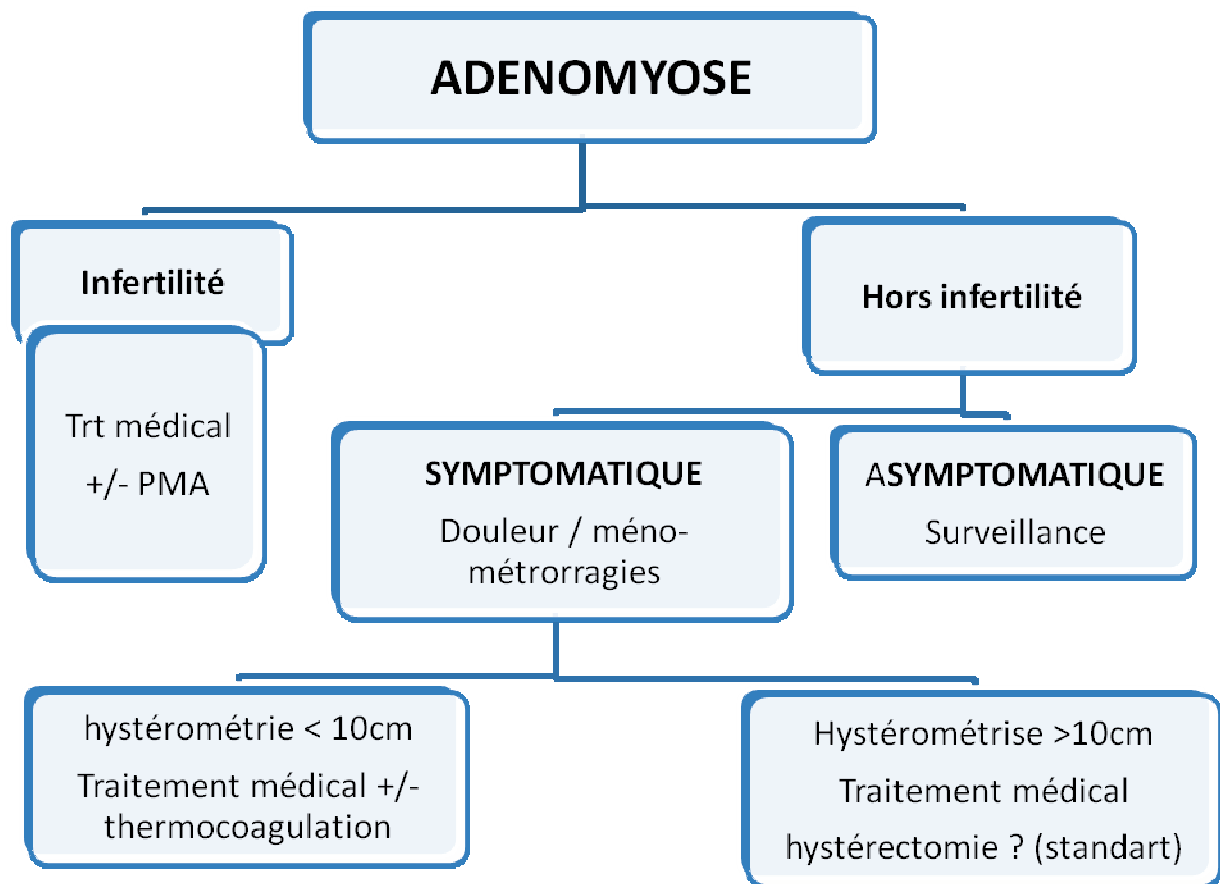 ADENOMYOSE
Infertilité
Trt médical
+/- PMA
Hors infertilité
SYMPTOMATIQUE
Douleur / méno-
métrorragies
ASYMPTOMATIQUE
Surveillance
hystérométrie < 10cm
Traitement médical +/-
thermocoagulation
Hystérométrise >10cm
Traitement médical
hystérectomie ? (standart)